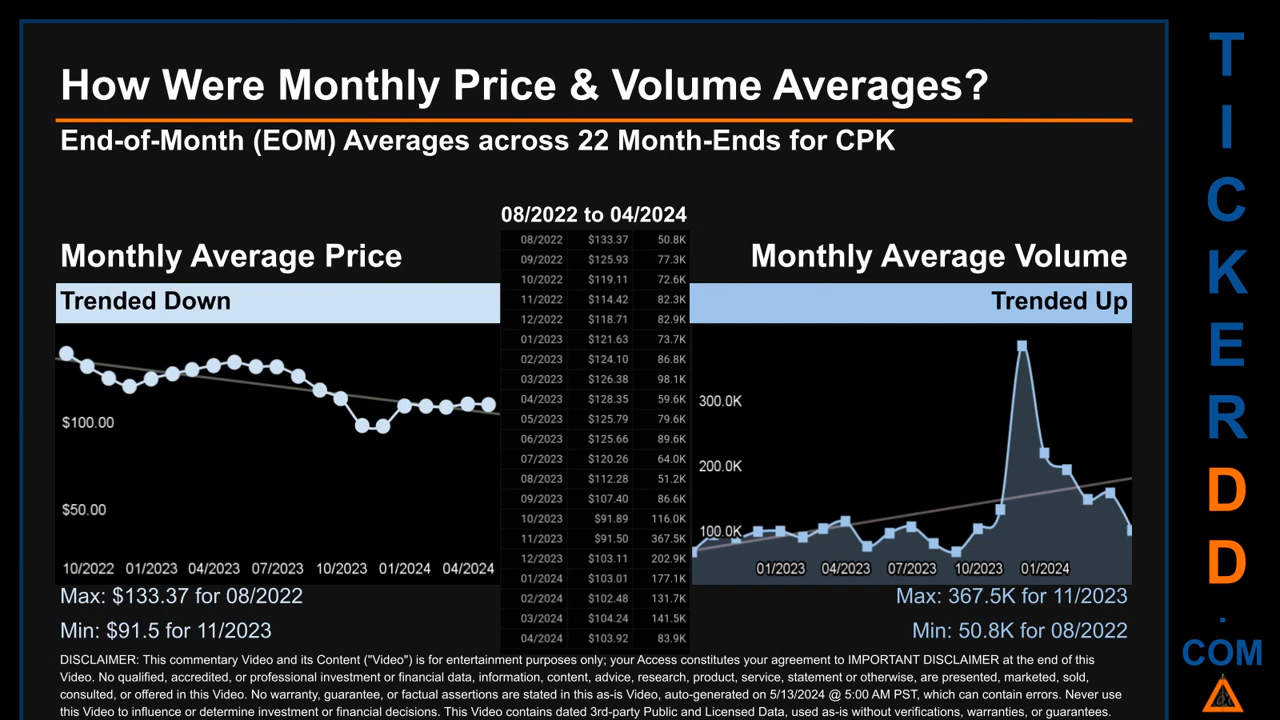 How Were Monthly Price & Volume Averages?
End-of-Month (EOM) Averages across 22 Month-Ends for CPK
08/2022 to 04/2024
Monthly Average Price
Trended Down
$100.00
$50.00
10/2022 01/2023 04/2023 07/2023 10/2023 01/2024 04/2024
Max: $133.37 for 08/2022
Min: $91.5 for 11/2023
08/2022 $133.37 50.8K
09/2022 $125.93 77.3K
10/2022 $119.11 72.6K
11/2022 $114.42 82.3K
12/2022 $118.71 82.9K
01/2023 $121.63 73.7K
02/2023 $124.10 86.8K
03/2023 $126.38 98.1K
04/2023 $128.35 59.6K
05/2023 $125.79 79.6K
06/2023 $125.66 89.6K
07/2023 $120.26 64.0K
08/2023 $112.28 51.2K
09/2023 $107.40 86.6K
10/2023 $91.89 116.0K
11/2023 $91.50 367.5K
12/2023 $103.11 202.9K
01/2024 $103.01 177.1K
02/2024 $102.48 131.7K
03/2024 $104.24 141.5K
04/2024 $103.92 83.9K
Monthly Average Volume
Trended Up
300.0K
200.0K
100.0K
01/2023 04/2023 07/2023 10/2023 01/2024
Max: 367.5K for 11/2023
Min: 50.8K for 08/2022
DISCLAIMER: This commentary Video and its Content ("Video") is for entertainment purposes only; your Access constitutes your agreement to IMPORTANT DISCLAIMER at the end of this
Video. No qualified, accredited, or professional investment or financial data, information, content, advice, research, product, service, statement or otherwise, are presented, marketed, sold,
consulted, or offered in this Video. No warranty, guarantee, or factual assertions are stated in this as-is Video, auto-generated on 5/13/2024 @ 5:00 AM PST, which can contain errors. Never use
this Video to influence or determine investment or financial decisions. This Video contains dated 3rd-party Public and Licensed Data, used as-is without verifications, warranties, or guarantees.
T
I
C
K
E
R
D
D
.
COM